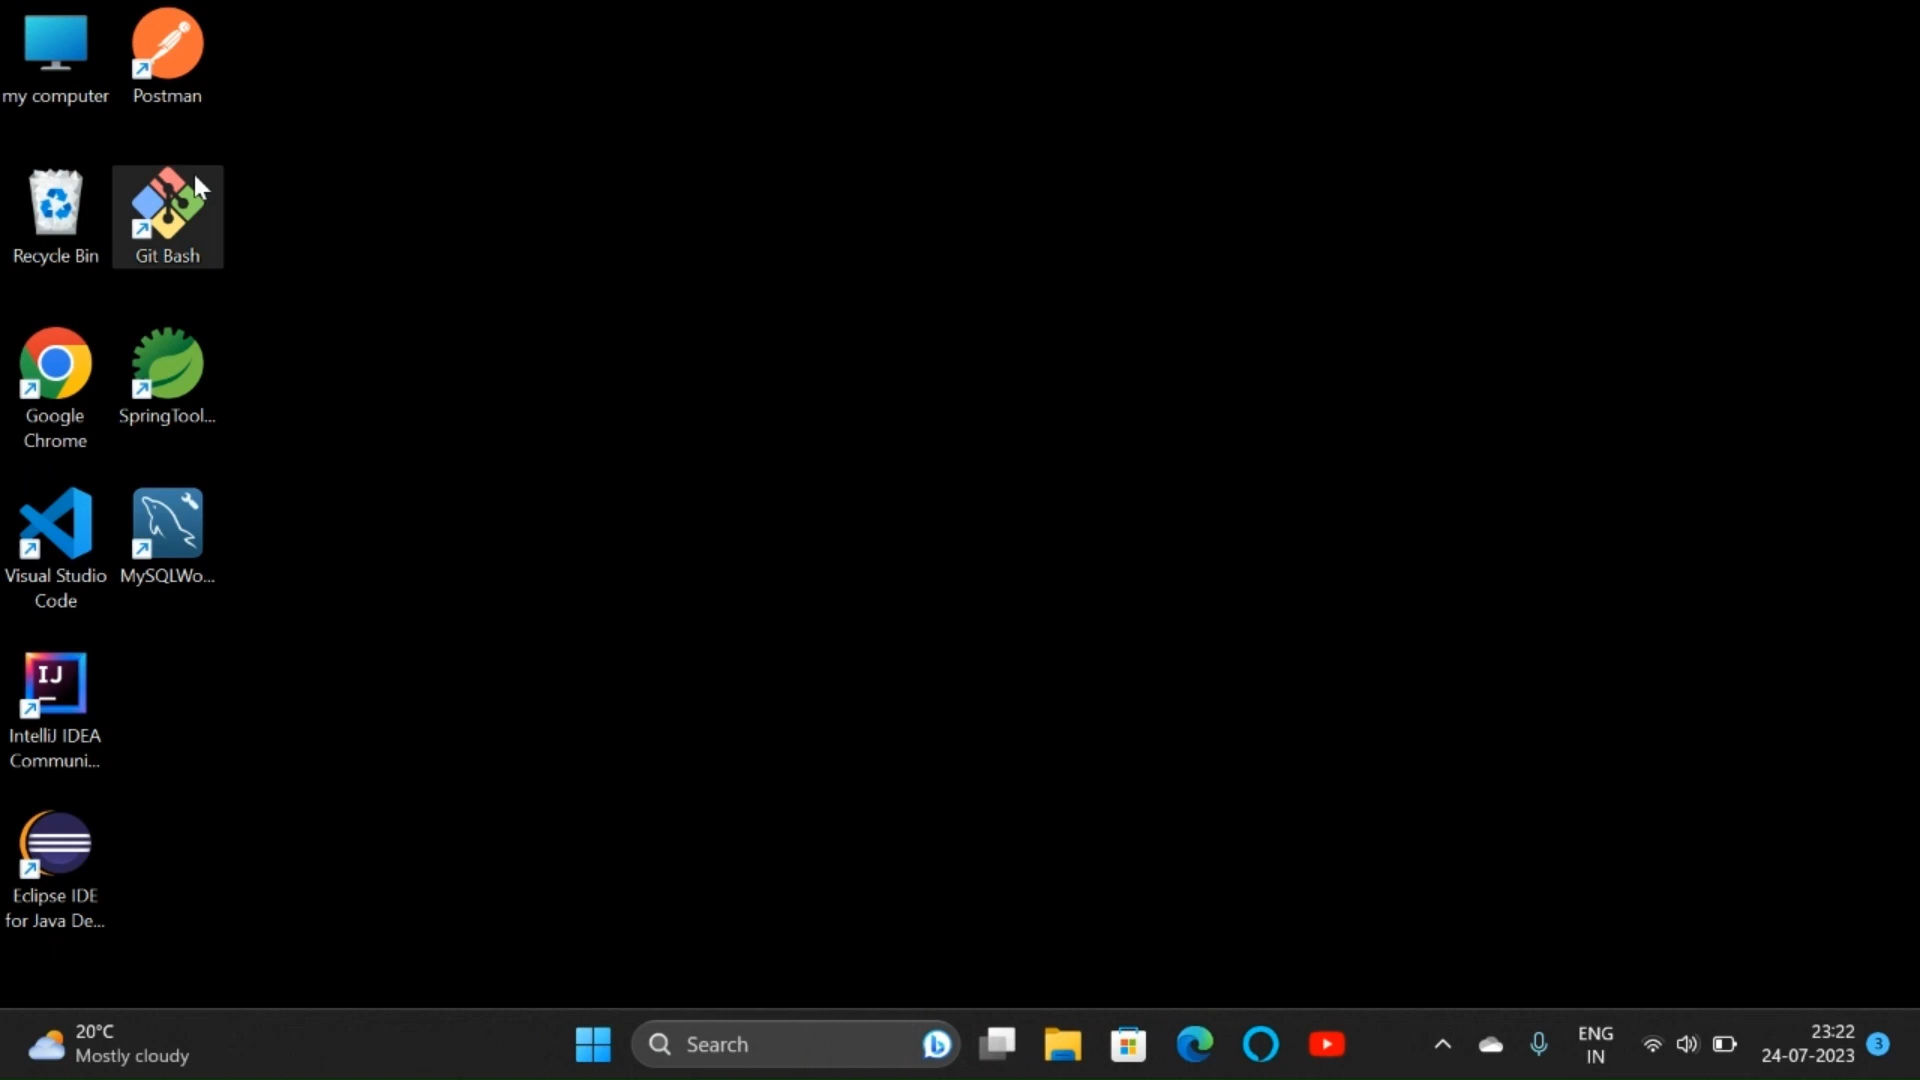 my computer
Postman
Recycle Bin
Git Bash
Google
Chrome
SpringTool...
Visual Studio
Code
MySQLWo...
IJ
IntelliJ IDEA
Communi...
Eclipse IDE
for Java De...
20°C
Mostly cloudy
Search
ENG
IN
23:22
24-07-2023
3